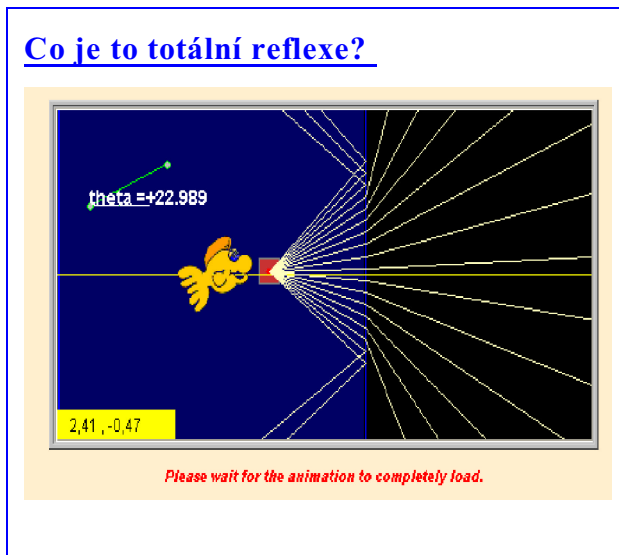 Co je to totální reflexe?
theta =+22.989
2,41 , -0,47
Please wait for the animation to completely load.